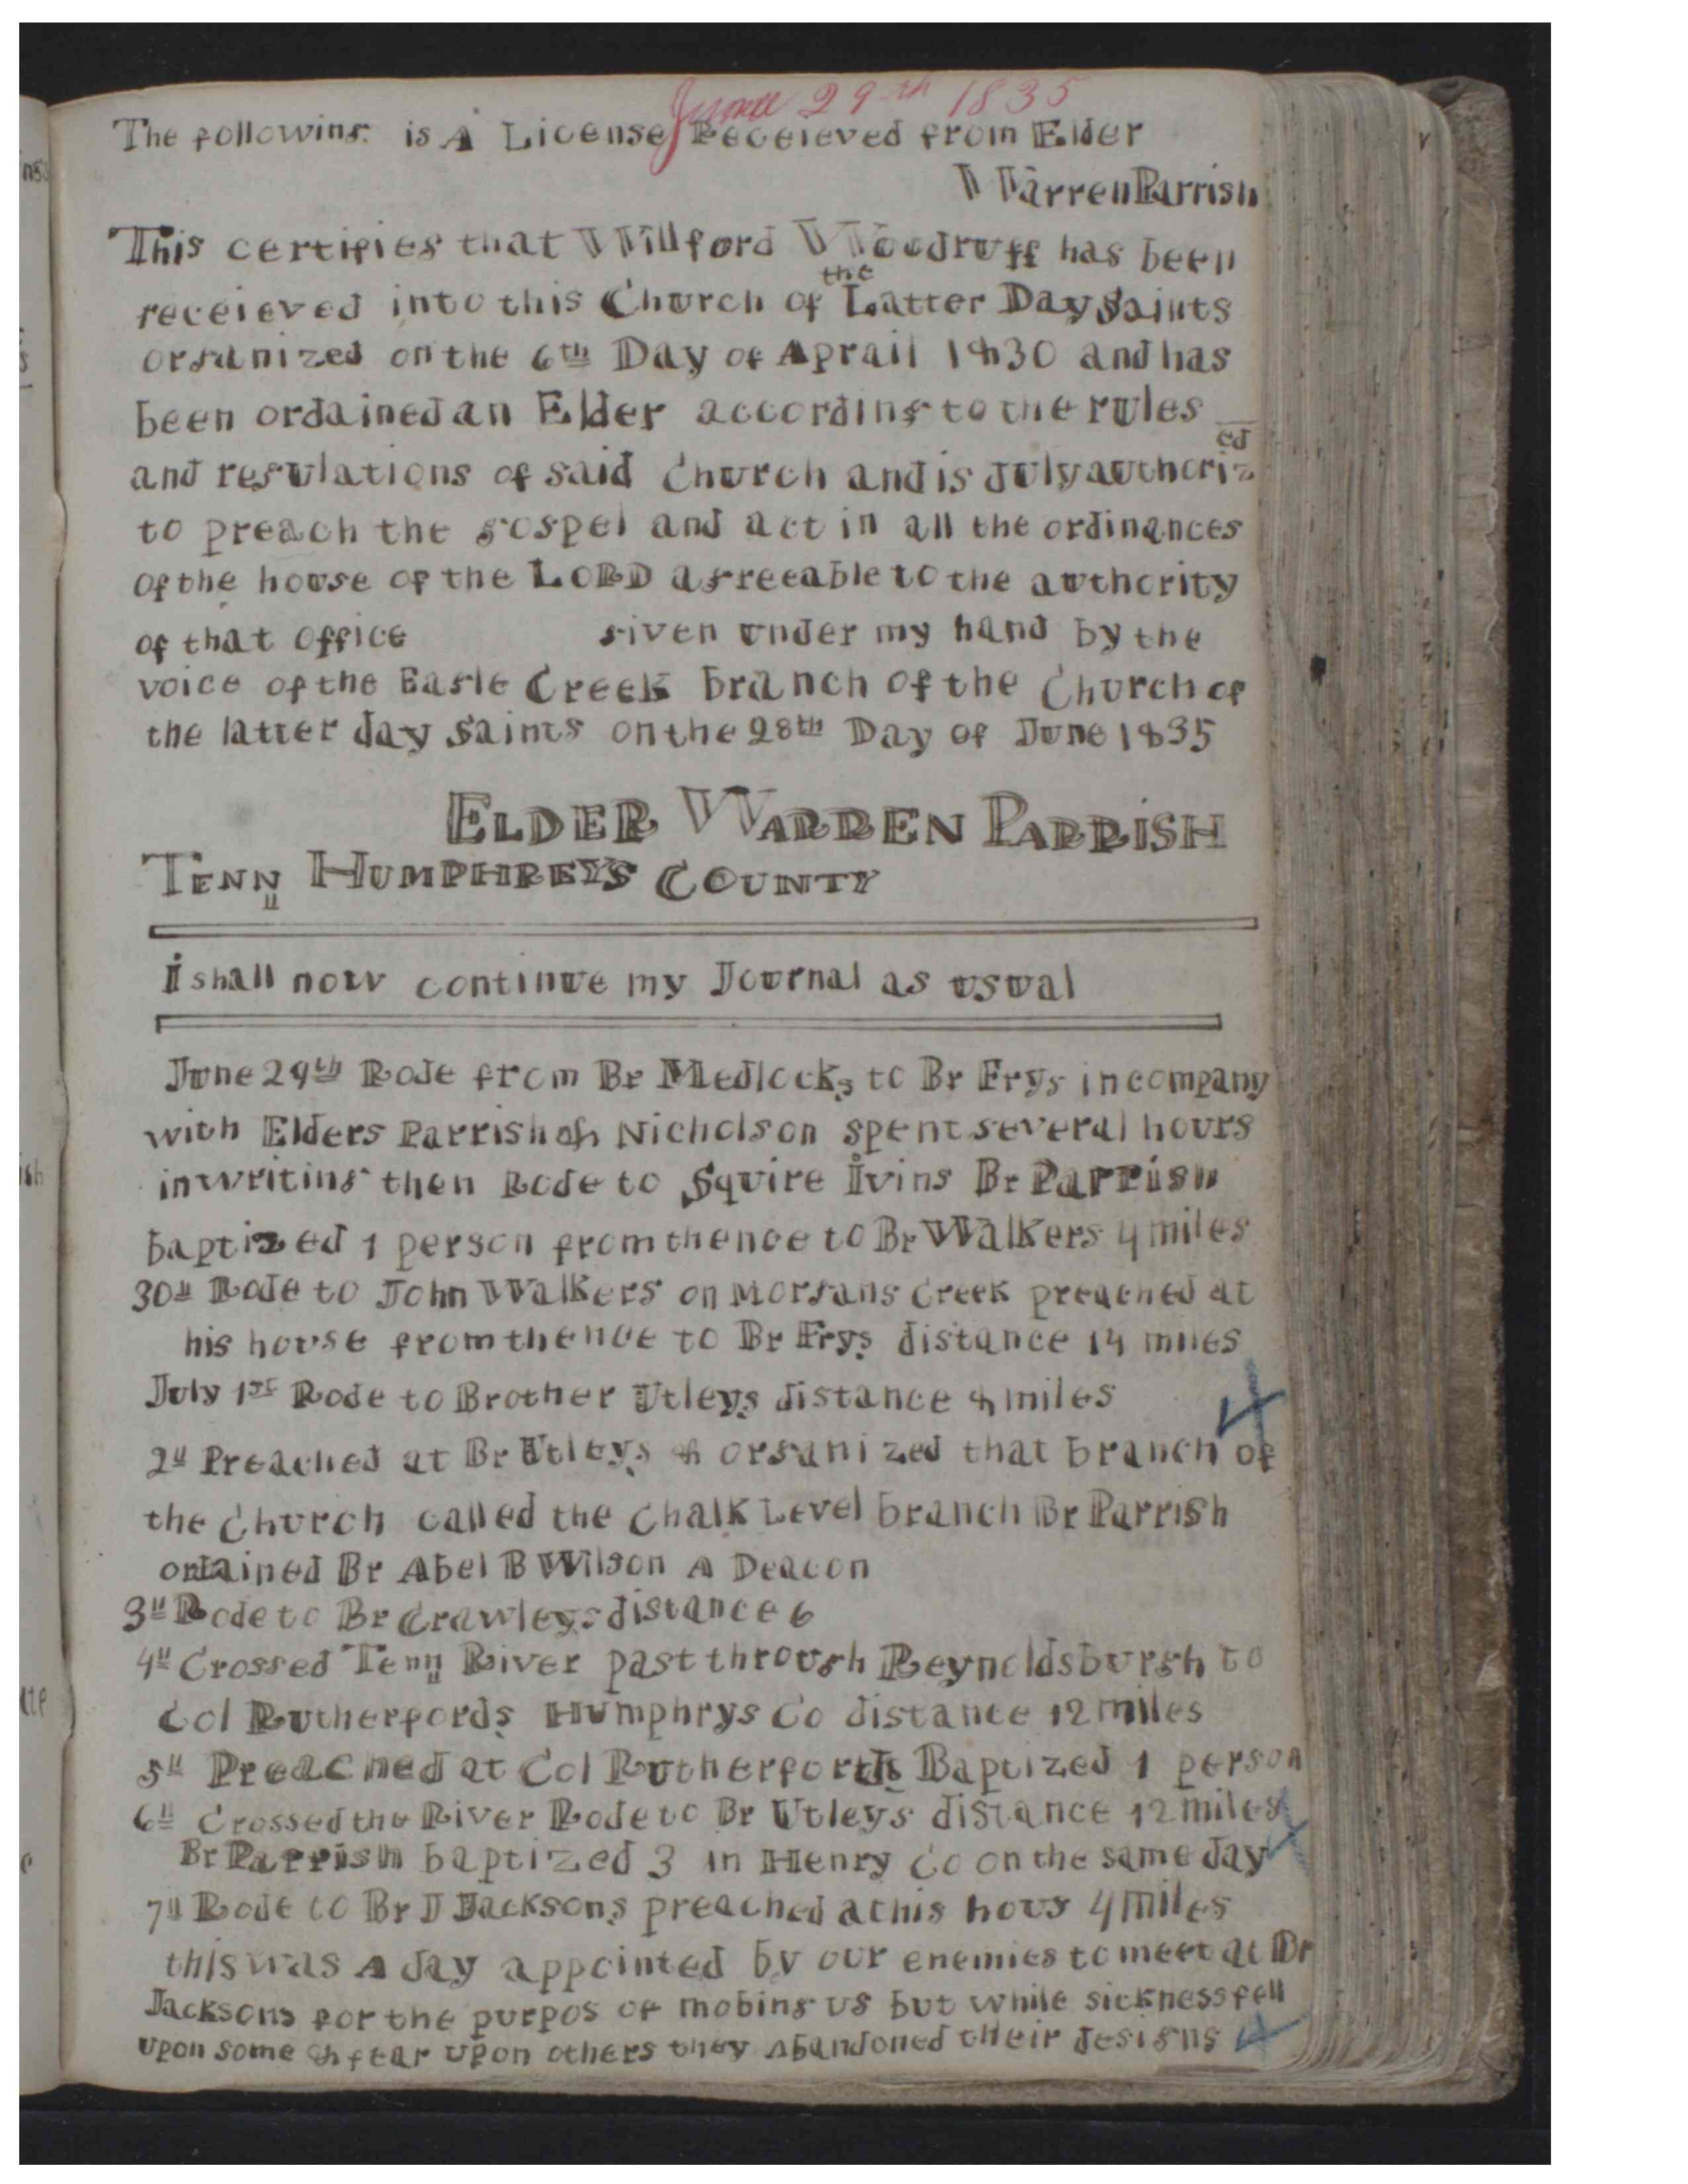 June 29th 1835
The following is A License Receieved from Elder
Warren Parrish
This certifies that Willford Woodruff has been
the
receieved into this Church of Latter Day Saints
organized on the 6th Day of Aprail 1830 and has
been ordained an Elder according to the rules
ed
and regulations of said Church and is July authoriz
to preach the gospel and act in all the ordinances
of the house of the LORD agreeable to the authority
of that office given under my hand by the
voice of the Eagle Creek branch of the Church of
the latter day Saints on the 28th Day of June 1835
ELDER WARREN PARRISH
TENN HUMPHREYS COUNTY
I shall now continue my Journal as usual
June 29th Rode from Br Medlocks to Br Frys in company
with Elders Parrish & Nicholson spent several hours
in writing then Rode to Squire Ivins Br Parrish
baptized 1 person from thence to Br Walkers 4 miles
30th Rode to John Walkers on Morgans Creek preached at
his house from thence to Br Frys distance 14 miles
July 1st Rode to Brother Utleys distance 8 miles
2d Preached at Br Utleys & organized that branch of
the Church called the Chalk Level branch Br Parrish
ordained Br Abel B Wilson A Deacon
3d Rode to Br Crawleys distance 6
4th Crossed Tenn River past through Reynoldsburgh to
Col Rutherfords Humphrys Co distance 12 miles
5th Preached at Col Rutherfords Baptized 1 person
6th Crossed the River Rode to Br Utleys distance 12 miles
Br Parrish baptized 3 in Henry Co on the same day
7th Rode to Br J Jacksons preached at his hous 4 miles
this was A day appointed by our enemies to meet at Br
Jacksons for the purpos of mobing us but while sickness fell
upon some & fear upon others they Abandoned their designs